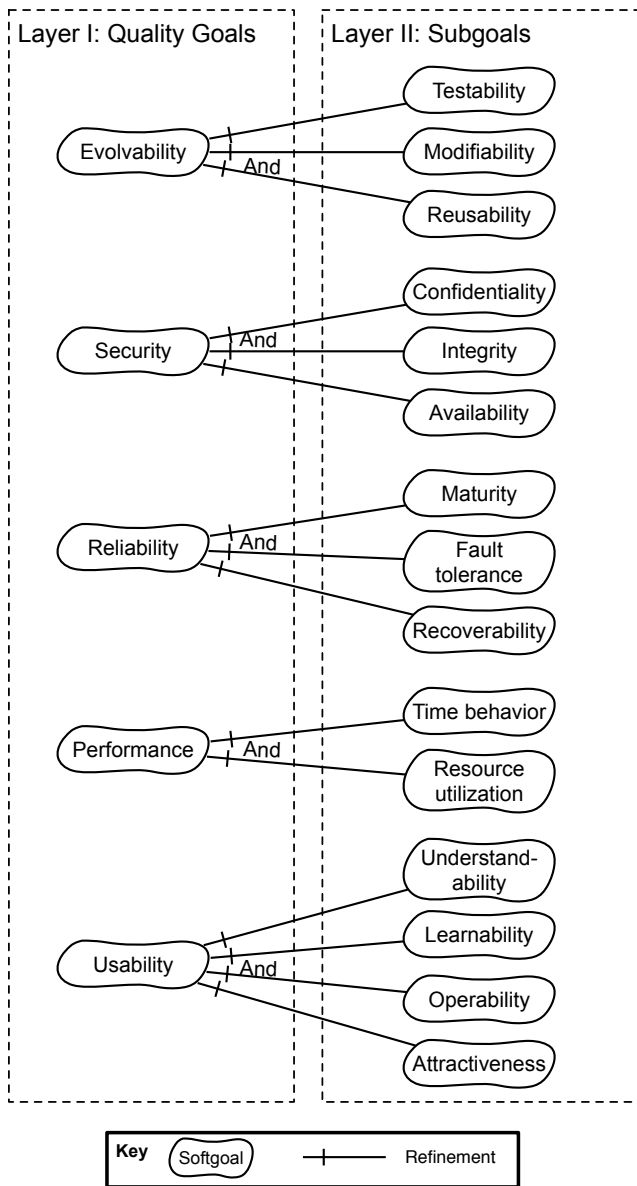 Layer I: Quality Goals
Layer II: Subgoals
Testability
Evolvability
Modifiability
And
Reusability
Confidentiality
And
Security
Integrity
Availability
Maturity
And
Reliability
Fault
tolerance
Recoverability
Time behavior
Performance
And
Resource
utilization
Understand-
ability
Learnability
Usability
And
Operability
Attractiveness
Key
Softgoal
Refinement